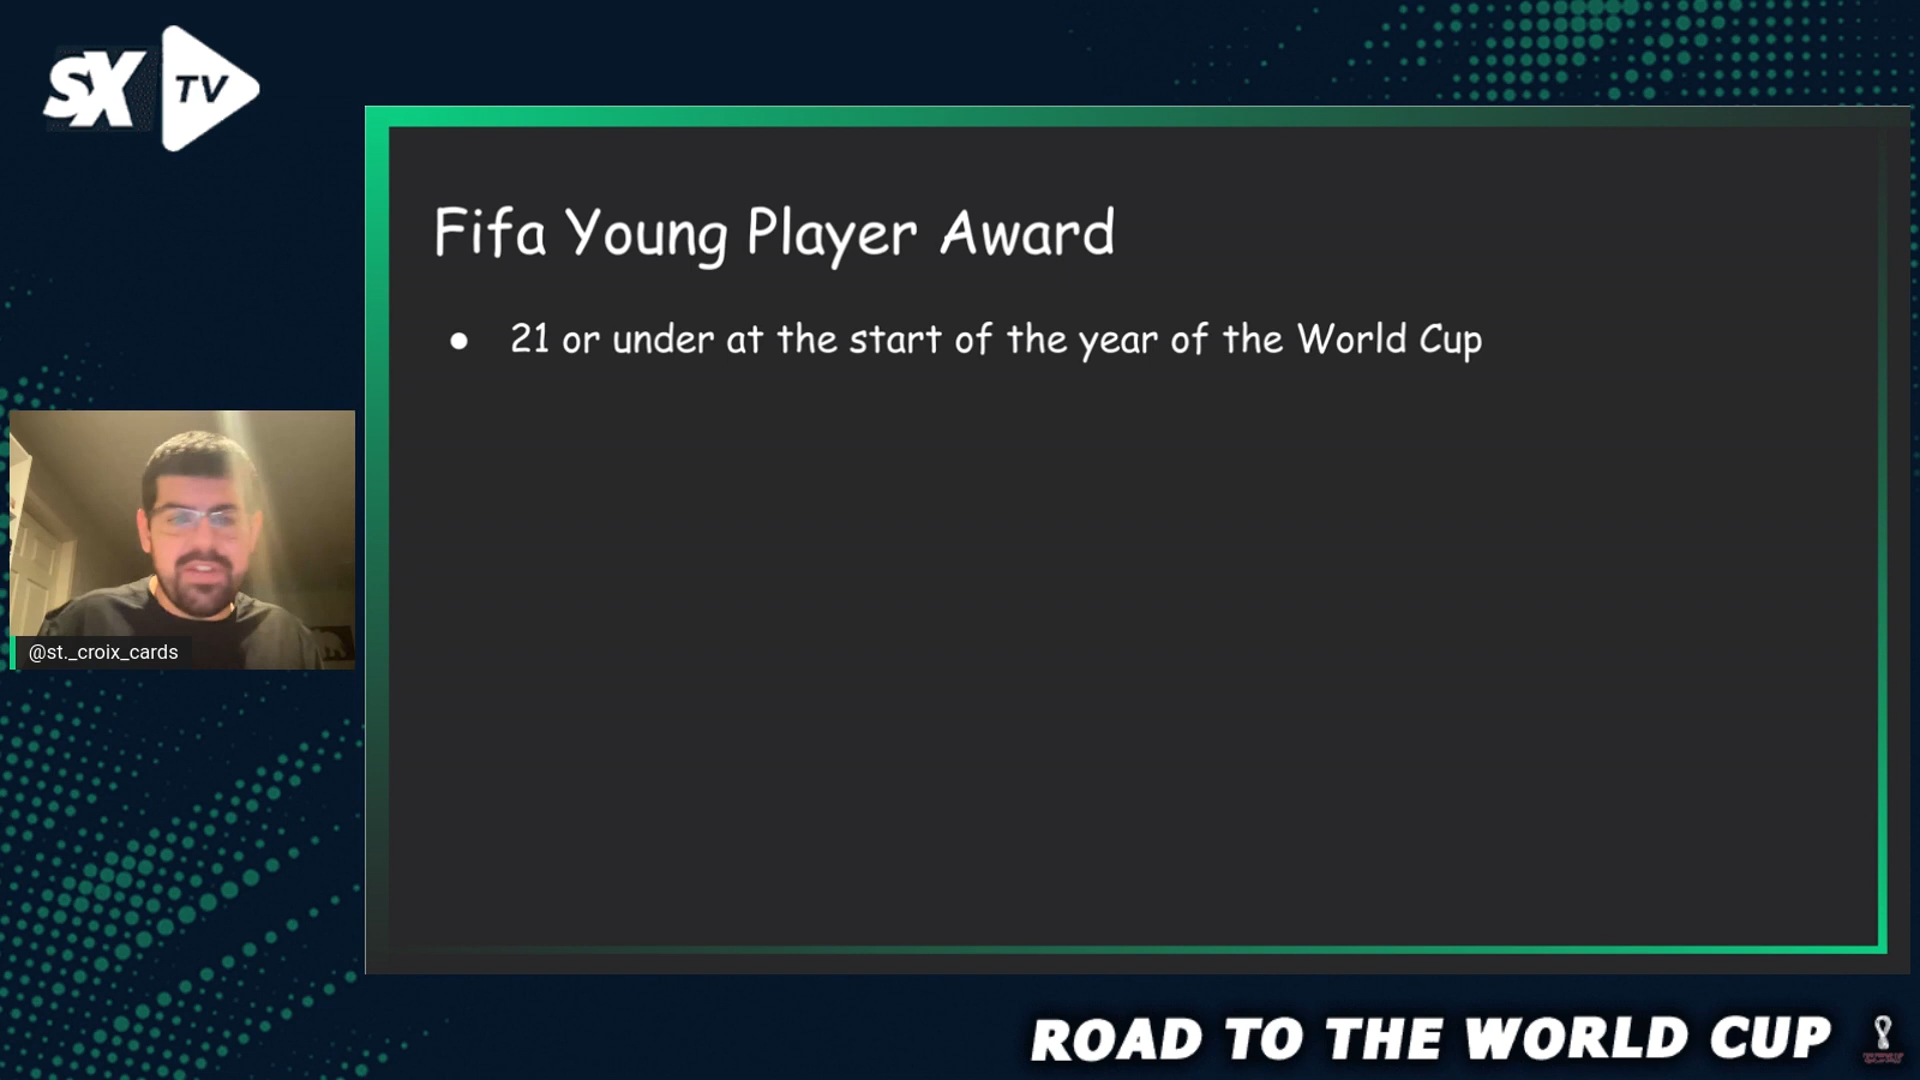 SX TV
Fifa Young Player Award
21 or under at the start of the year of the World Cup
@st._croix_cards
ROAD TO THE WORLD CUP